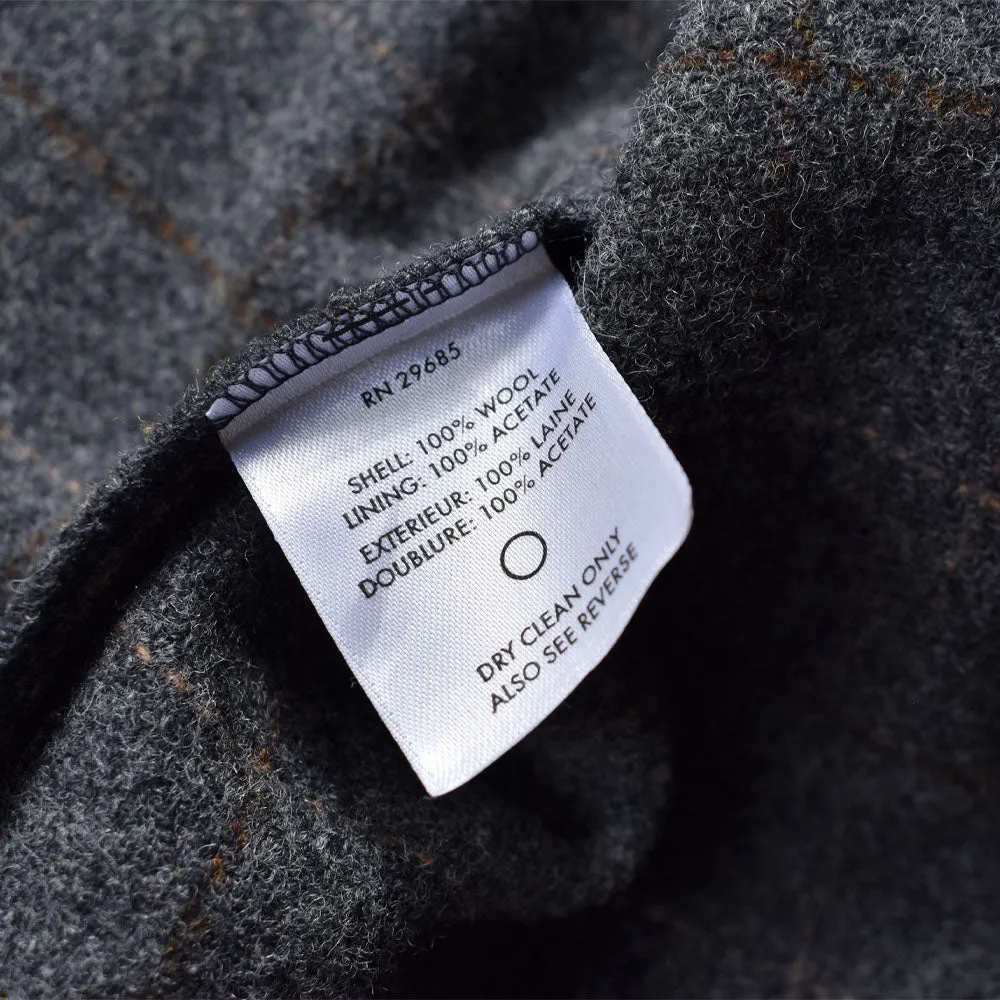 RN 29685
SHELL: 100% WOOL
LINING: 100% ACETATE
EXTERIEUR: 100% LAINE
DOUBLURE: 100% ACETATE
DRY CLEAN ONLY
ALSO SEE REVERSE